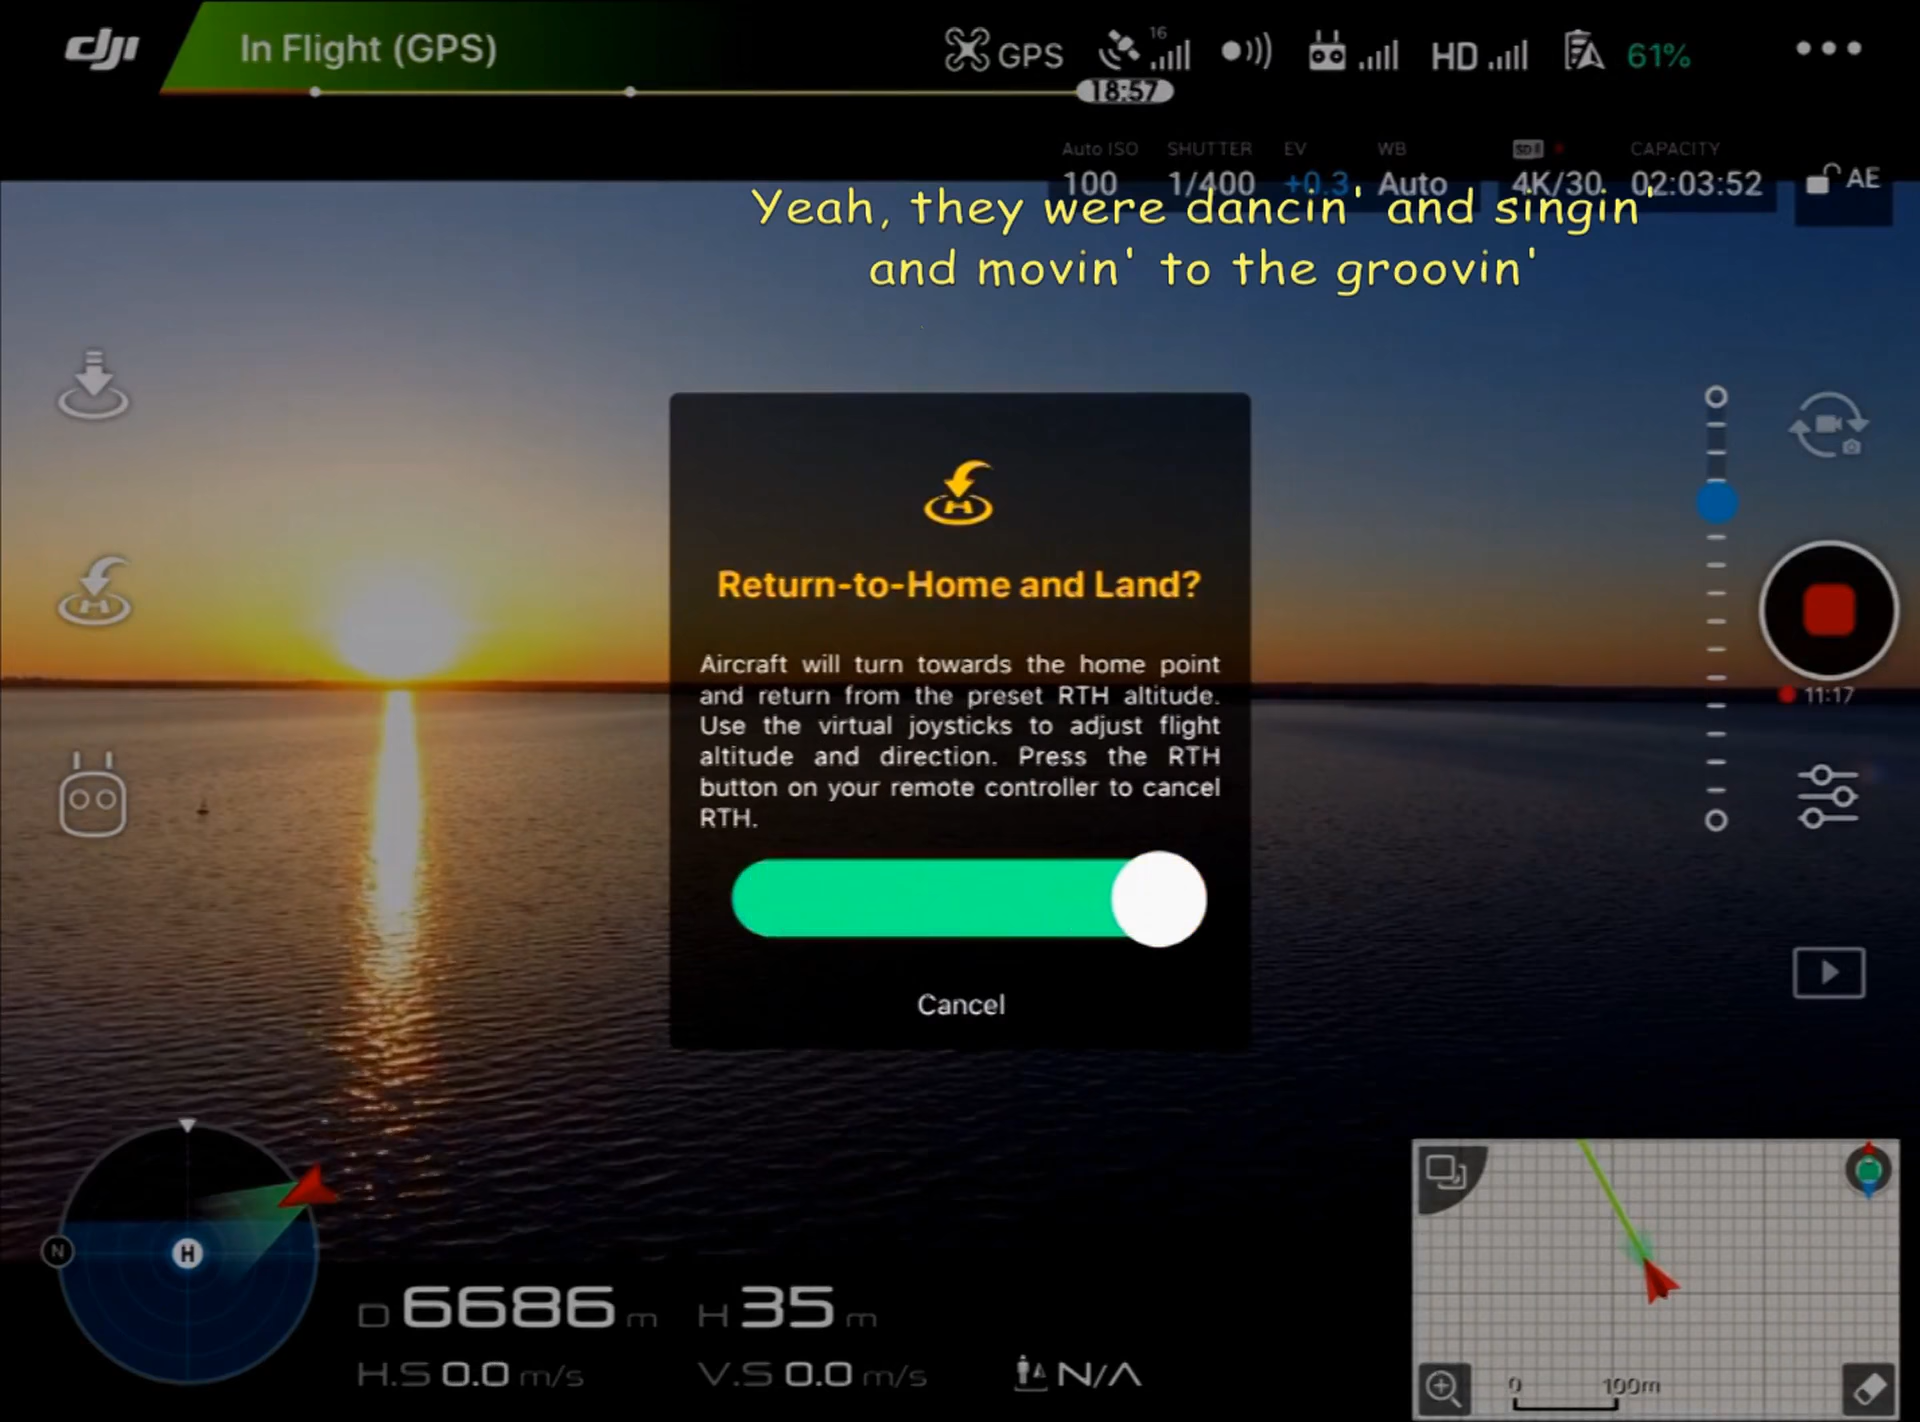 dji
In Flight (GPS)
GPS
16
HD
61%
18:57
Auto ISO
100
SHUTTER
1/400
EV
+0.3
WB
Auto
SD
4K/30
CAPACITY
02:03:52
AE
Yeah, they were dancin' and singin'
and movin' to the groovin'
H
Return-to-Home and Land?
Aircraft will turn towards the home point
and return from the preset RTH altitude.
Use the virtual joysticks to adjust flight
altitude and direction. Press the RTH
button on your remote controller to cancel
RTH.
Cancel
H
11:17
N
H
D 6686 m
H 35 m
H.S 0.0 m/s
V.S 0.0 m/s
N/A
0
100m